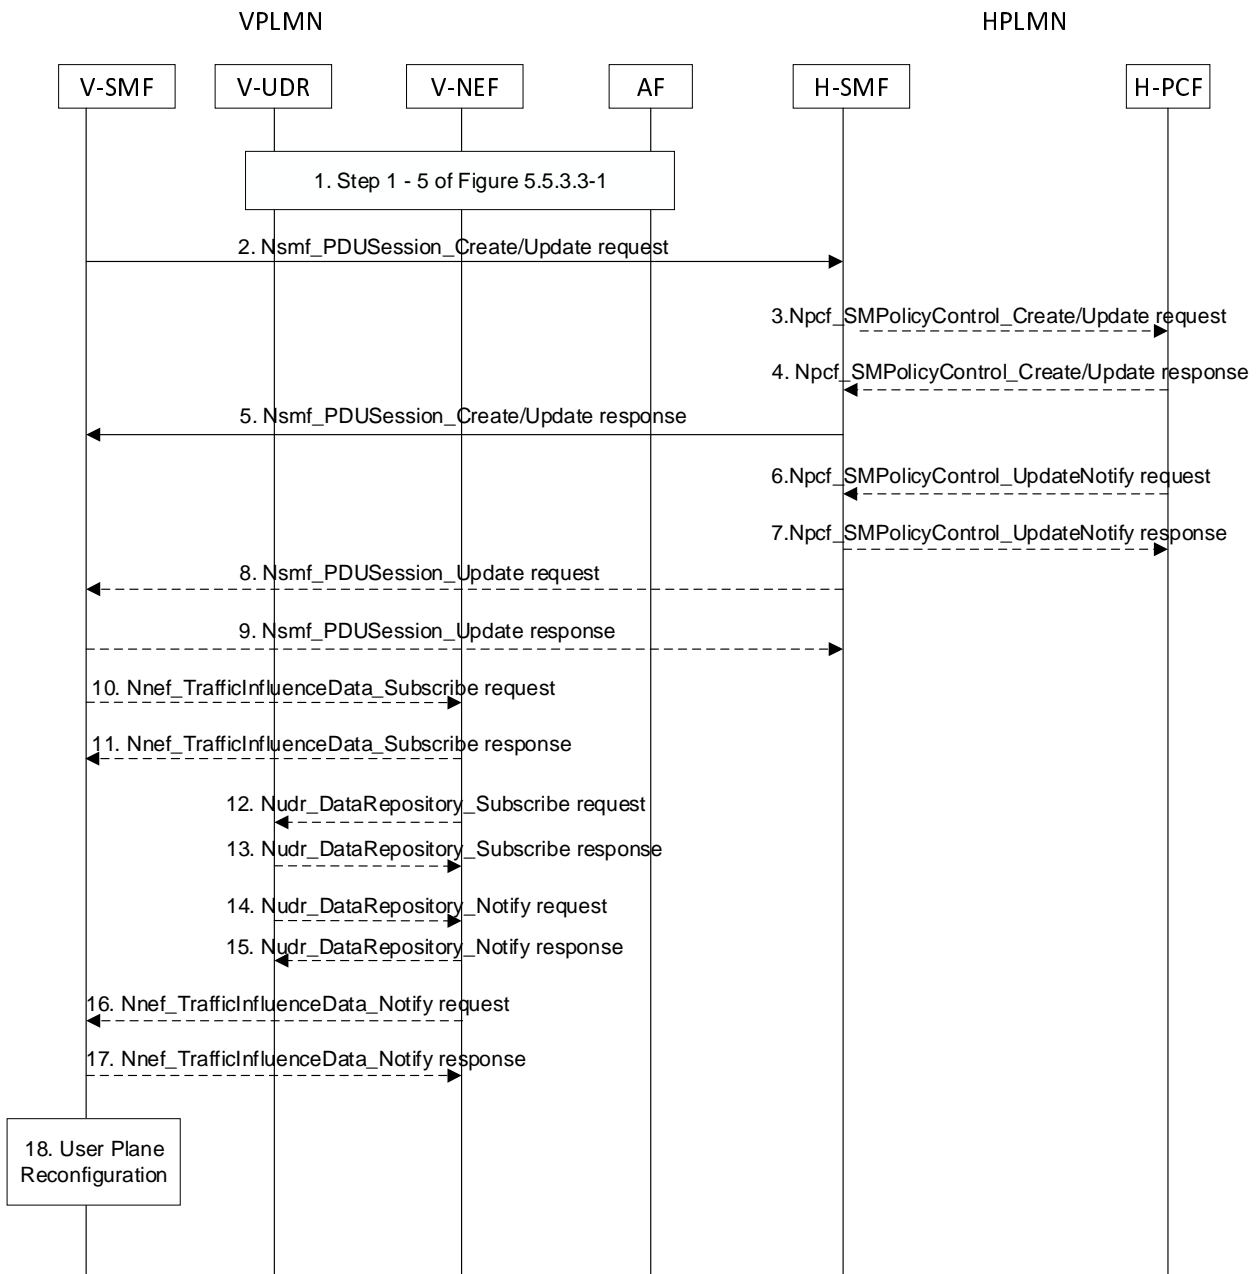 VPLMN
HPLMN
V-SMF
V-UDR
V-NEF
AF
H-SMF
H-PCF
1. Step 1 - 5 of Figure 5.5.3.3-1
2. Nsmf_PDUSession_Create/Update request
3.Npcf_SMPolicyControl_Create/Update request
4. Npcf_SMPolicyControl_Create/Update response
5. Nsmf_PDUSession_Create/Update response
6.Npcf_SMPolicyControl_UpdateNotify request
7.Npcf_SMPolicyControl_UpdateNotify response
8. Nsmf_PDUSession_Update request
9. Nsmf_PDUSession_Update response
10. Nnef_TrafficInfluenceData_Subscribe request
11. Nnef_TrafficInfluenceData_Subscribe response
12. Nudr_DataRepository_Subscribe request
13. Nudr_DataRepository_Subscribe response
14. Nudr_DataRepository_Notify request
15. Nudr_DataRepository_Notify response
16. Nnef_TrafficInfluenceData_Notify request
17. Nnef_TrafficInfluenceData_Notify response
18. User Plane
Reconfiguration